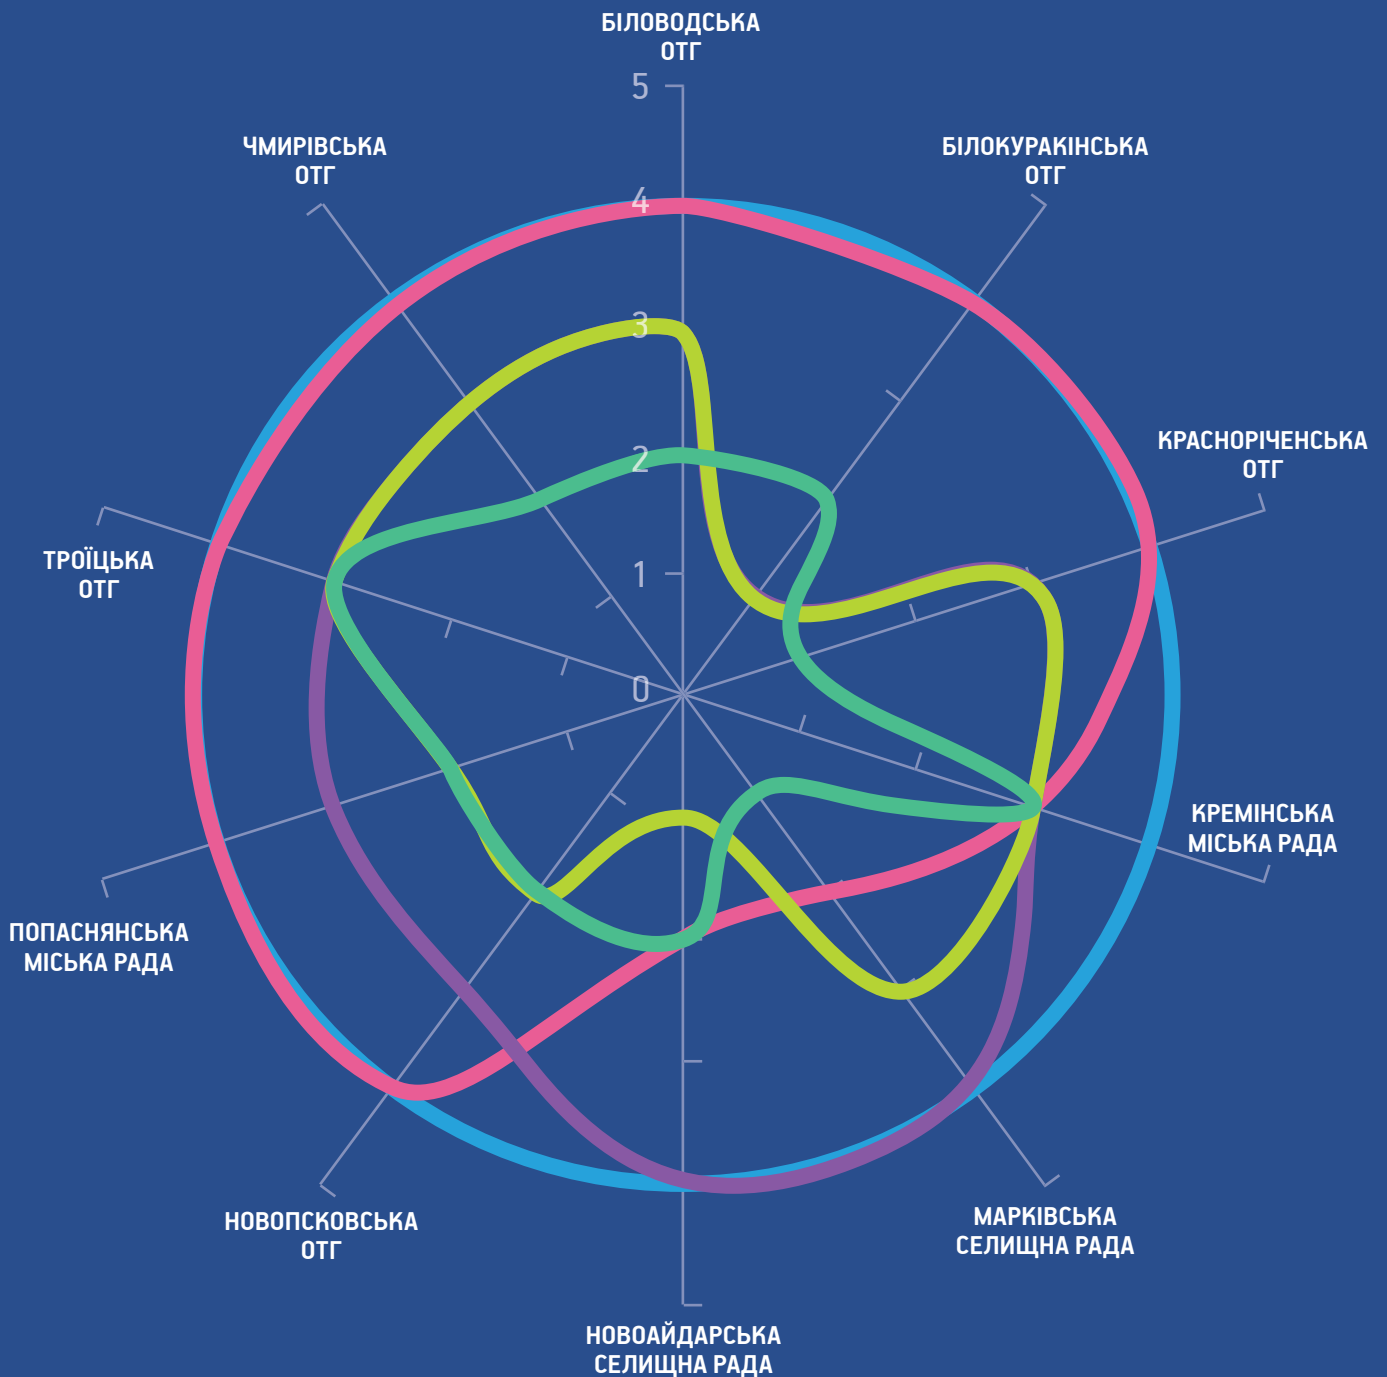 БІЛОВОДСЬКА
ОТГ
5
ЧМИРІВСЬКА
ОТГ
БІЛОКУРАКІНСЬКА
ОТГ
4
3
КРАСНОРІЧЕНСЬКА
ОТГ
2
ТРОЇЦЬКА
ОТГ
1
0
КРЕМІНСЬКА
МІСЬКА РАДА
ПОПАСНЯНСЬКА
МІСЬКА РАДА
НОВОПСКОВСЬКА
ОТГ
МАРКІВСЬКА
СЕЛИЩНА РАДА
НОВОАЙДАРСЬКА
СЕЛИЩНА РАДА